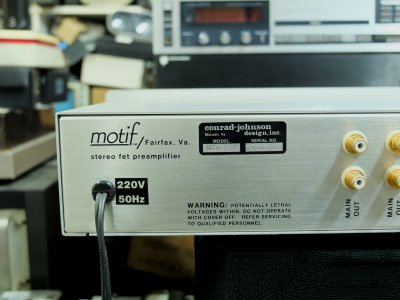 motif / Fairfax, Va.
stereo fet preamplifier
conrad-johnson
design, inc.
McLean, Va.
MODEL
SERIAL NO.
220V
50Hz
WARNING: POTENTIALLY LETHAL
VOLTAGES WITHIN. DO NOT OPERATE
WITH COVER OFF. REFER SERVICING
TO QUALIFIED PERSONNEL.
MAIN
OUT
MAIN
OUT